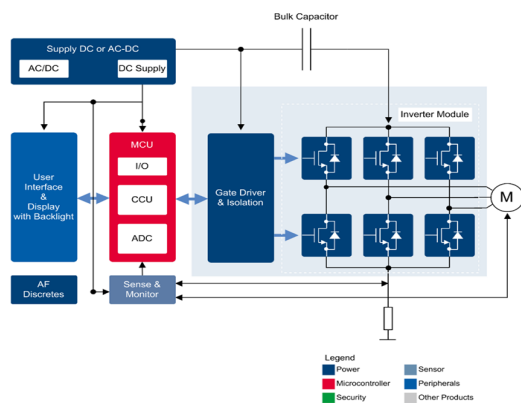 Bulk Capacitor
Supply DC or AC-DC
AC/DC
DC Supply
Inverter Module
MCU
I/O
CCU
ADC
User
Interface
&
Display
with Backlight
Gate Driver
& Isolation
M
AF
Discretes
Sense &
Monitor
Legend
Power
Sensor
Microcontroller
Peripherals
Security
Other Products